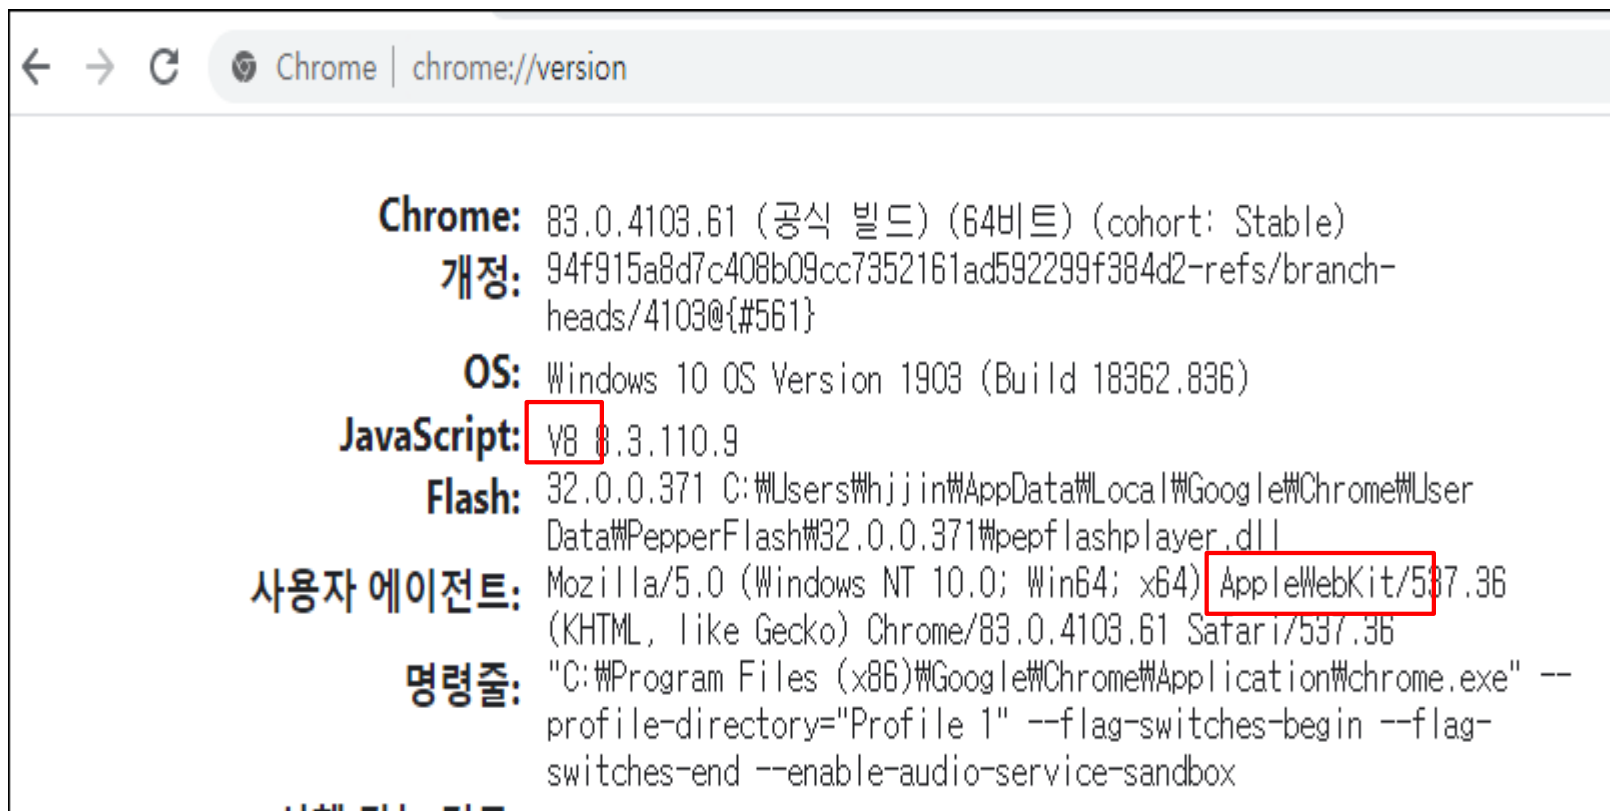 Chrome | chrome://version
Chrome: 83.0.4103.61 (공식 빌드) (64비트) (cohort: Stable)
개정: 94f915a8d7c408b09cc7352161ad592299f384d2-refs/branch-
heads/4103@{#561}
OS: Windows 10 OS Version 1903 (Build 18362.836)
JavaScript: V8 8.3.110.9
Flash: 32.0.0.371 C:₩Users₩hjjin₩AppData₩Local₩Google₩Chrome₩User
Data₩PepperFlash₩32.0.0.371₩pepflashplayer.dll
사용자 에이전트: Mozilla/5.0 (Windows NT 10.0; Win64; x64) AppleWebKit/537.36
(KHTML, like Gecko) Chrome/83.0.4103.61 Safari/537.36
명령줄: "C:₩Program Files (x86)₩Google₩Chrome₩Application₩chrome.exe" --
profile-directory="Profile 1" --flag-switches-begin --flag-
switches-end --enable-audio-service-sandbox